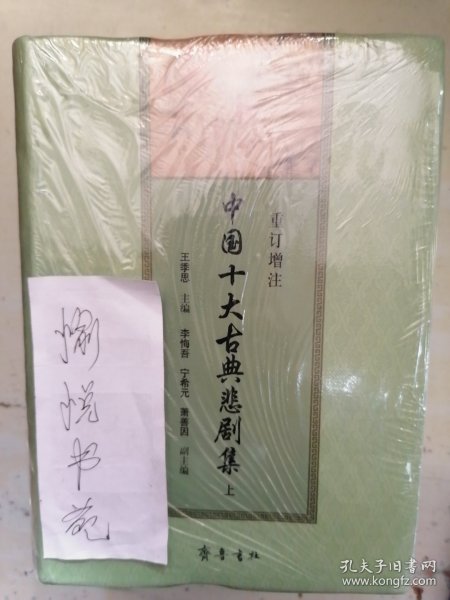 重订增注
中国十大古典悲剧集 上
王季思 主编 李悔吾 宁希元 萧善因 副主编
齐鲁书社
愉悦书苑
孔夫子旧书网
www.kongfz.com